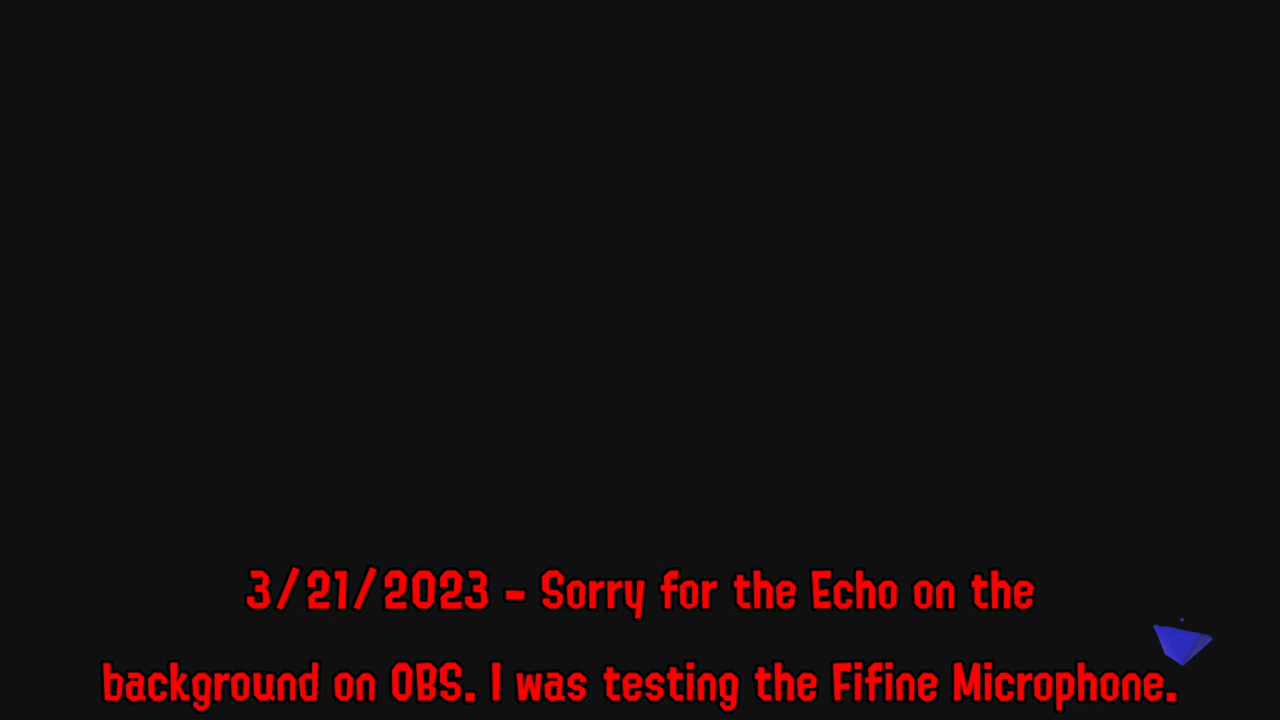 3/21/2023 - Sorry for the Echo on the
background on OBS. I was testing the Fifine Microphone.